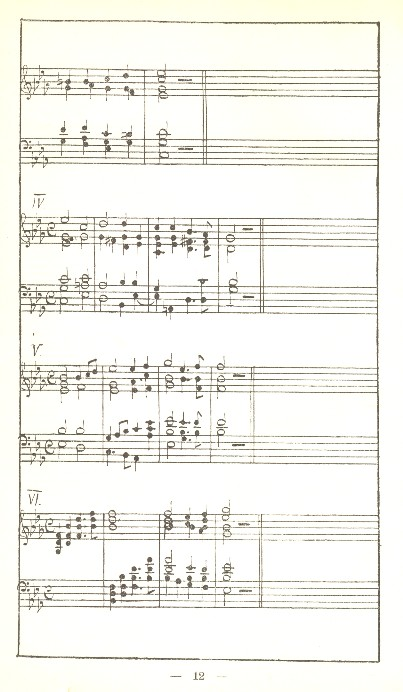 IV
V.
VI.
— 12 —